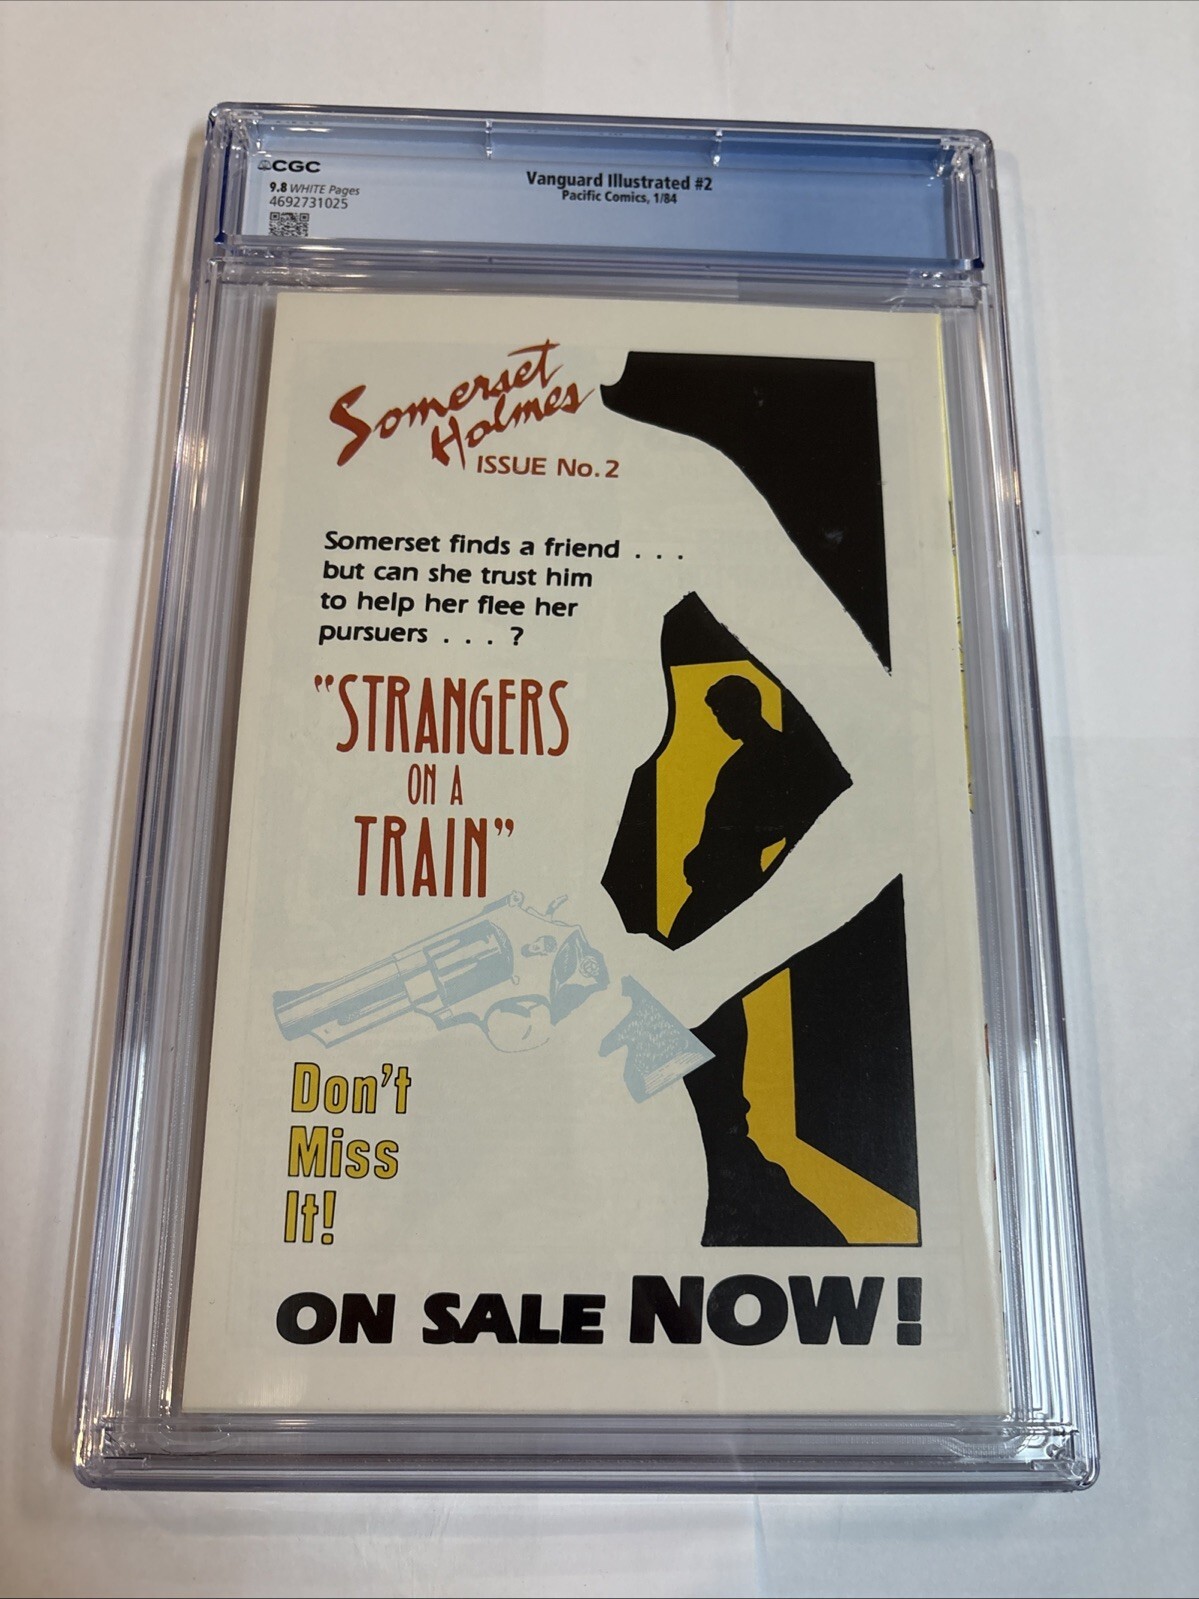 CGC
9.8 WHITE Pages
4692731025
Vanguard Illustrated #2
Pacific Comics, 1/84
Somerset
Holmes
ISSUE No. 2
Somerset finds a friend . . .
but can she trust him
to help her flee her
pursuers . . . ?
"STRANGERS
ON A
TRAIN"
Don't
Miss
It!
ON SALE NOW!